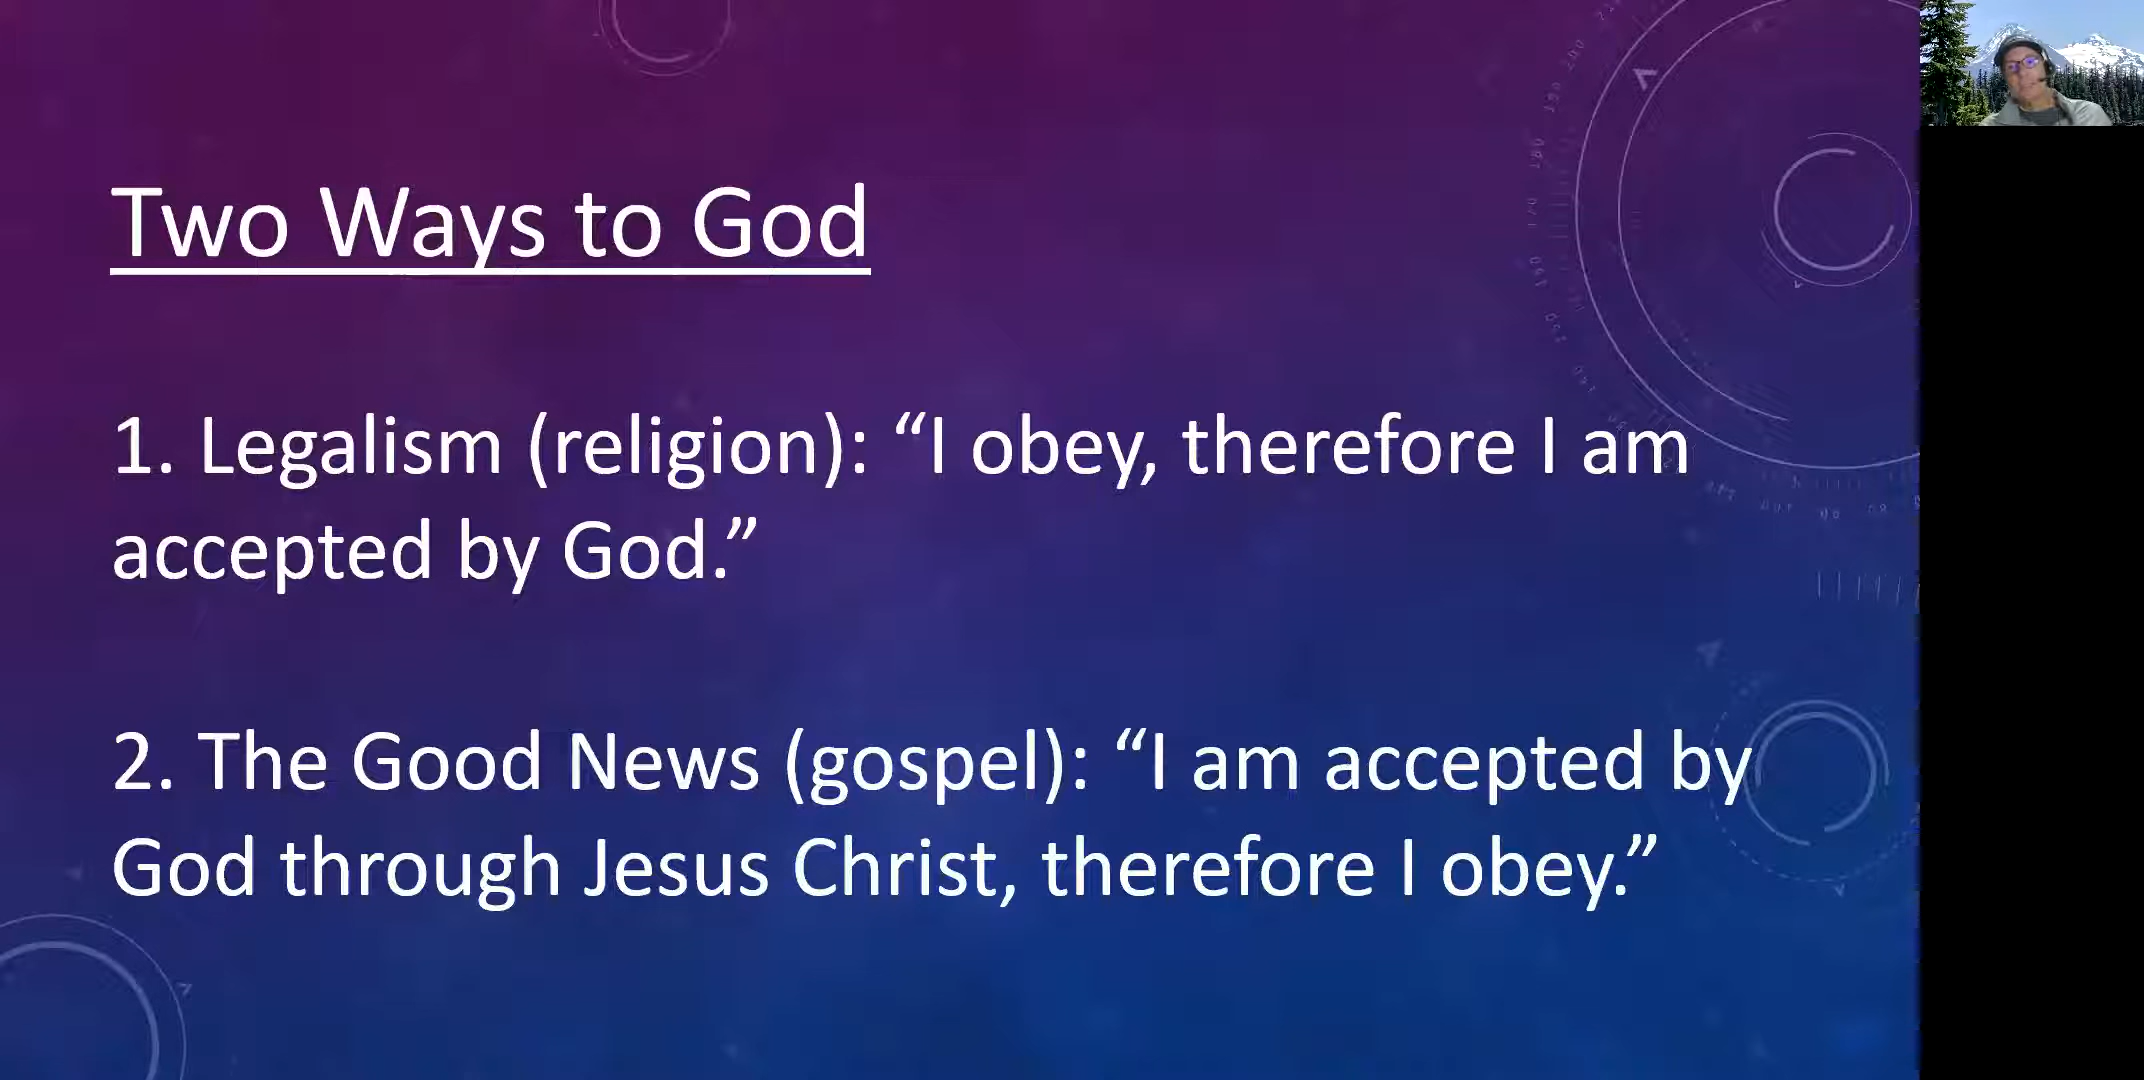 Two Ways to God
1. Legalism (religion): “I obey, therefore I am
accepted by God.”
2. The Good News (gospel): “I am accepted by
God through Jesus Christ, therefore I obey.”